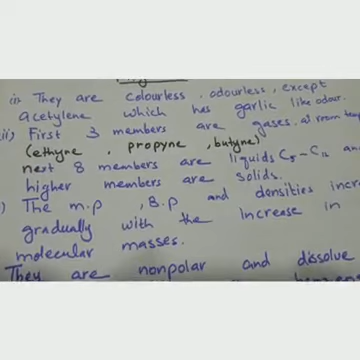 i) They are colourless, odourless, except
acetylene which has garlic like odour.
ii) First 3 members are gases at room temp
(ethyne, propyne, butyne)
next 8 members are liquids C5-C12 and
higher members are solids.
) The m.p, B.p and densities incre
gradually with the increase in
molecular masses.
They are nonpolar and dissolve